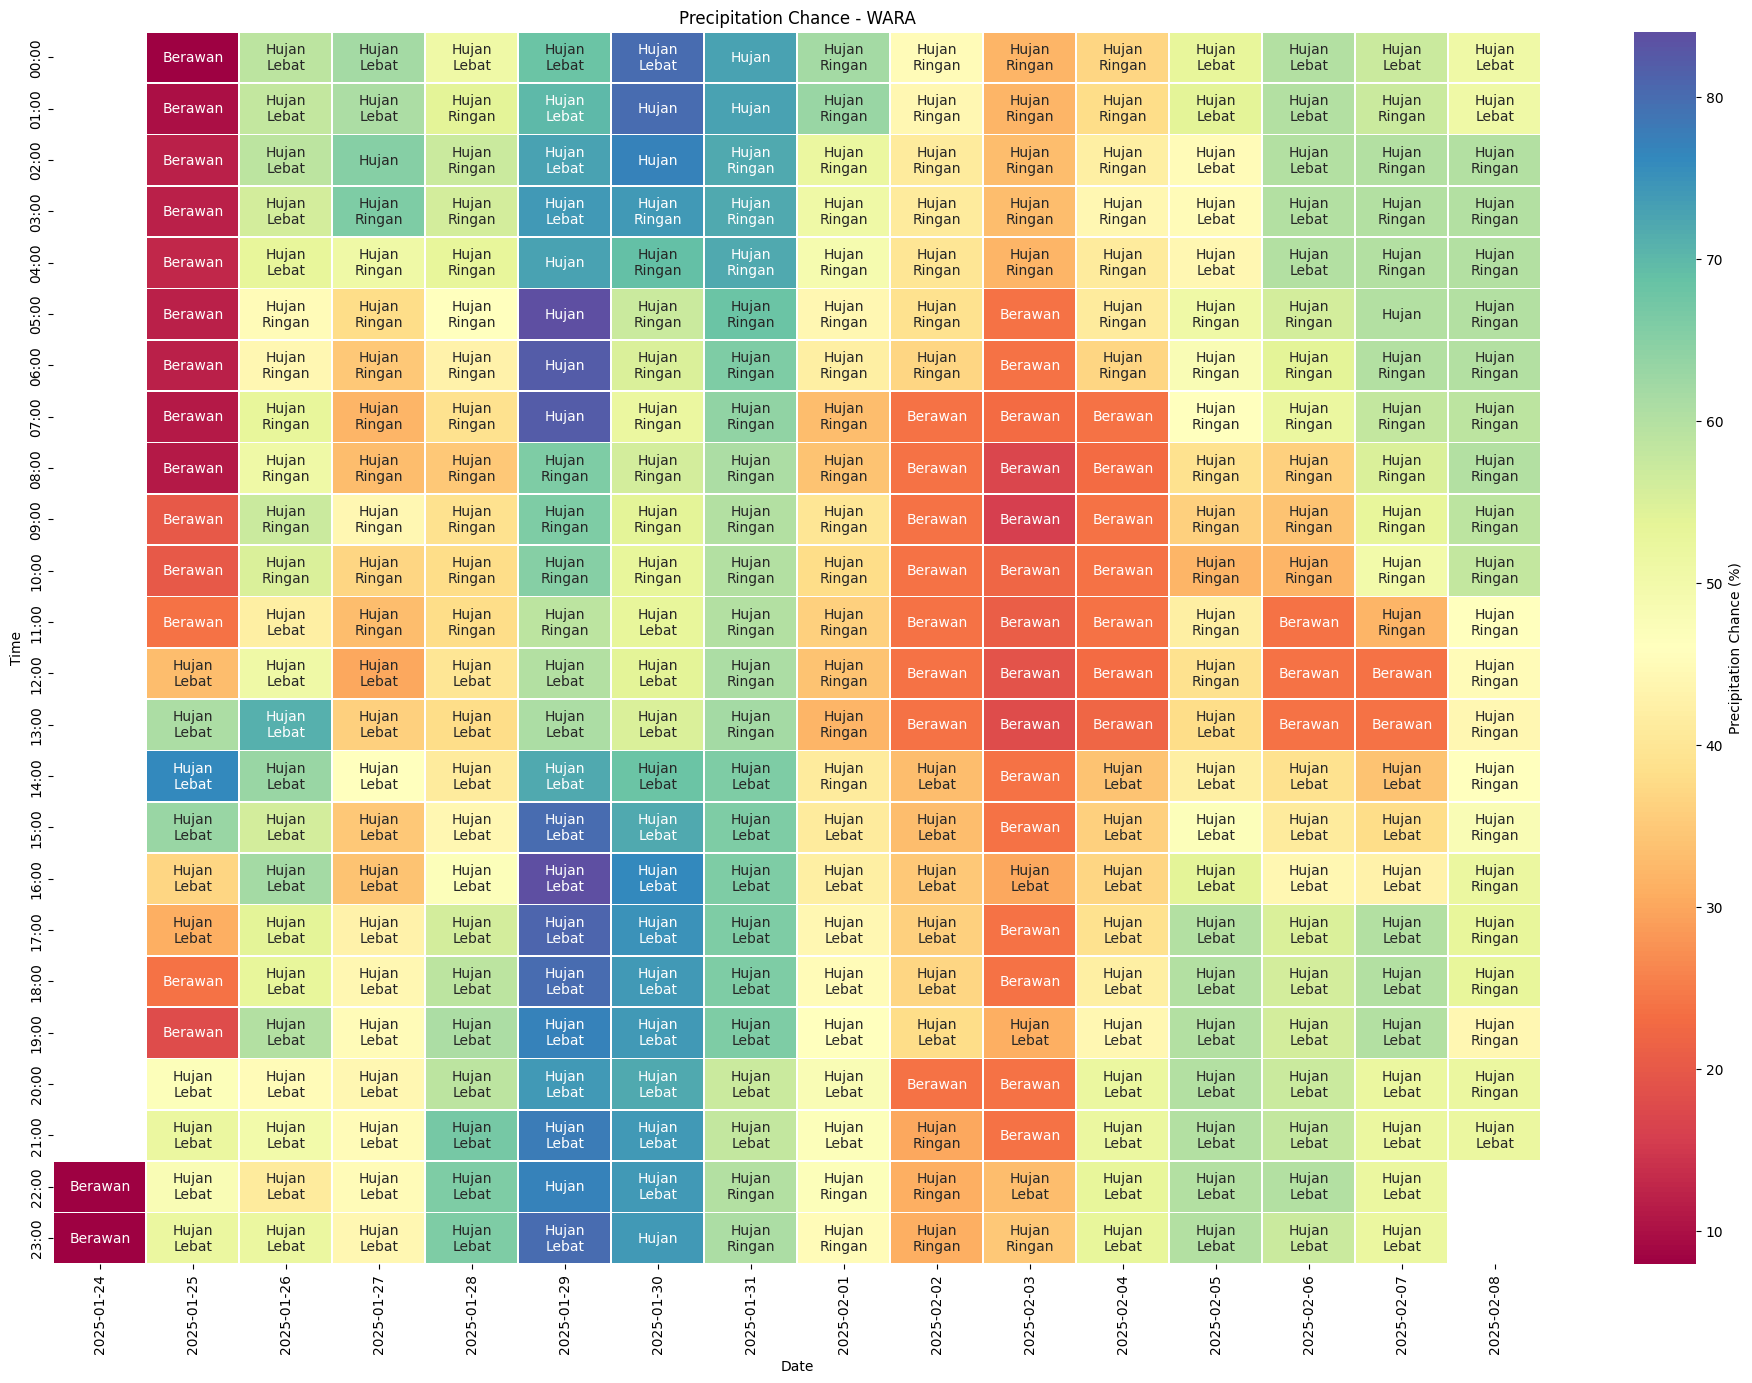 Precipitation Chance - WARA
00:00 Berawan Hujan Lebat Hujan Lebat Hujan Lebat Hujan Lebat Hujan Lebat Hujan Hujan Ringan Hujan Ringan Hujan Ringan Hujan Ringan Hujan Lebat Hujan Lebat Hujan Lebat Hujan Lebat
01:00 Berawan Hujan Lebat Hujan Lebat Hujan Ringan Hujan Lebat Hujan Hujan Hujan Ringan Hujan Ringan Hujan Ringan Hujan Ringan Hujan Lebat Hujan Lebat Hujan Ringan Hujan Lebat
02:00 Berawan Hujan Lebat Hujan Hujan Ringan Hujan Lebat Hujan Hujan Ringan Hujan Ringan Hujan Ringan Hujan Ringan Hujan Ringan Hujan Lebat Hujan Lebat Hujan Ringan Hujan Ringan
03:00 Berawan Hujan Lebat Hujan Ringan Hujan Ringan Hujan Lebat Hujan Ringan Hujan Ringan Hujan Ringan Hujan Ringan Hujan Ringan Hujan Ringan Hujan Lebat Hujan Lebat Hujan Ringan Hujan Ringan
04:00 Berawan Hujan Lebat Hujan Ringan Hujan Ringan Hujan Hujan Ringan Hujan Ringan Hujan Ringan Hujan Ringan Hujan Ringan Hujan Ringan Hujan Lebat Hujan Lebat Hujan Ringan Hujan Ringan
05:00 Berawan Hujan Ringan Hujan Ringan Hujan Ringan Hujan Hujan Ringan Hujan Ringan Hujan Ringan Hujan Ringan Berawan Hujan Ringan Hujan Ringan Hujan Ringan Hujan Hujan Ringan
06:00 Berawan Hujan Ringan Hujan Ringan Hujan Ringan Hujan Hujan Ringan Hujan Ringan Hujan Ringan Hujan Ringan Berawan Hujan Ringan Hujan Ringan Hujan Ringan Hujan Ringan Hujan Ringan
07:00 Berawan Hujan Ringan Hujan Ringan Hujan Ringan Hujan Hujan Ringan Hujan Ringan Hujan Ringan Berawan Berawan Berawan Hujan Ringan Hujan Ringan Hujan Ringan Hujan Ringan
08:00 Berawan Hujan Ringan Hujan Ringan Hujan Ringan Hujan Ringan Hujan Ringan Hujan Ringan Hujan Ringan Berawan Berawan Berawan Hujan Ringan Hujan Ringan Hujan Ringan Hujan Ringan
09:00 Berawan Hujan Ringan Hujan Ringan Hujan Ringan Hujan Ringan Hujan Ringan Hujan Ringan Hujan Ringan Berawan Berawan Berawan Hujan Ringan Hujan Ringan Hujan Ringan Hujan Ringan
10:00 Berawan Hujan Ringan Hujan Ringan Hujan Ringan Hujan Ringan Hujan Ringan Hujan Ringan Hujan Ringan Berawan Berawan Berawan Hujan Ringan Hujan Ringan Hujan Ringan Hujan Ringan
11:00 Berawan Hujan Lebat Hujan Ringan Hujan Ringan Hujan Ringan Hujan Lebat Hujan Ringan Hujan Ringan Berawan Berawan Berawan Hujan Ringan Berawan Hujan Ringan Hujan Ringan
12:00 Hujan Lebat Hujan Lebat Hujan Lebat Hujan Lebat Hujan Lebat Hujan Lebat Hujan Ringan Hujan Ringan Berawan Berawan Berawan Hujan Ringan Berawan Berawan Hujan Ringan
13:00 Hujan Lebat Hujan Lebat Hujan Lebat Hujan Lebat Hujan Lebat Hujan Lebat Hujan Ringan Hujan Ringan Berawan Berawan Berawan Hujan Lebat Berawan Berawan Hujan Ringan
14:00 Hujan Lebat Hujan Lebat Hujan Lebat Hujan Lebat Hujan Lebat Hujan Lebat Hujan Lebat Hujan Ringan Hujan Lebat Berawan Hujan Lebat Hujan Lebat Hujan Lebat Hujan Lebat Hujan Ringan
15:00 Hujan Lebat Hujan Lebat Hujan Lebat Hujan Lebat Hujan Lebat Hujan Lebat Hujan Lebat Hujan Lebat Hujan Lebat Berawan Hujan Lebat Hujan Lebat Hujan Lebat Hujan Lebat Hujan Ringan
16:00 Hujan Lebat Hujan Lebat Hujan Lebat Hujan Lebat Hujan Lebat Hujan Lebat Hujan Lebat Hujan Lebat Hujan Lebat Hujan Lebat Hujan Lebat Hujan Lebat Hujan Lebat Hujan Lebat Hujan Ringan
17:00 Hujan Lebat Hujan Lebat Hujan Lebat Hujan Lebat Hujan Lebat Hujan Lebat Hujan Lebat Hujan Lebat Hujan Lebat Berawan Hujan Lebat Hujan Lebat Hujan Lebat Hujan Lebat Hujan Ringan
18:00 Berawan Hujan Lebat Hujan Lebat Hujan Lebat Hujan Lebat Hujan Lebat Hujan Lebat Hujan Lebat Hujan Lebat Berawan Hujan Lebat Hujan Lebat Hujan Lebat Hujan Lebat Hujan Ringan
19:00 Berawan Hujan Lebat Hujan Lebat Hujan Lebat Hujan Lebat Hujan Lebat Hujan Lebat Hujan Lebat Hujan Lebat Hujan Lebat Hujan Lebat Hujan Lebat Hujan Lebat Hujan Lebat Hujan Ringan
20:00 Hujan Lebat Hujan Lebat Hujan Lebat Hujan Lebat Hujan Lebat Hujan Lebat Hujan Lebat Hujan Lebat Berawan Berawan Hujan Lebat Hujan Lebat Hujan Lebat Hujan Lebat Hujan Ringan
21:00 Hujan Lebat Hujan Lebat Hujan Lebat Hujan Lebat Hujan Lebat Hujan Lebat Hujan Lebat Hujan Lebat Hujan Ringan Berawan Hujan Lebat Hujan Lebat Hujan Lebat Hujan Lebat Hujan Lebat
22:00 Berawan Hujan Lebat Hujan Lebat Hujan Lebat Hujan Lebat Hujan Hujan Lebat Hujan Ringan Hujan Ringan Hujan Ringan Hujan Lebat Hujan Lebat Hujan Lebat Hujan Lebat Hujan Lebat
23:00 Berawan Hujan Lebat Hujan Lebat Hujan Lebat Hujan Lebat Hujan Lebat Hujan Hujan Ringan Hujan Ringan Hujan Ringan Hujan Ringan Hujan Lebat Hujan Lebat Hujan Lebat Hujan Lebat
Time
2025-01-24 2025-01-25 2025-01-26 2025-01-27 2025-01-28 2025-01-29 2025-01-30 2025-01-31 2025-02-01 2025-02-02 2025-02-03 2025-02-04 2025-02-05 2025-02-06 2025-02-07 2025-02-08
Date
80
70
60
50
40
30
20
10
Precipitation Chance (%)